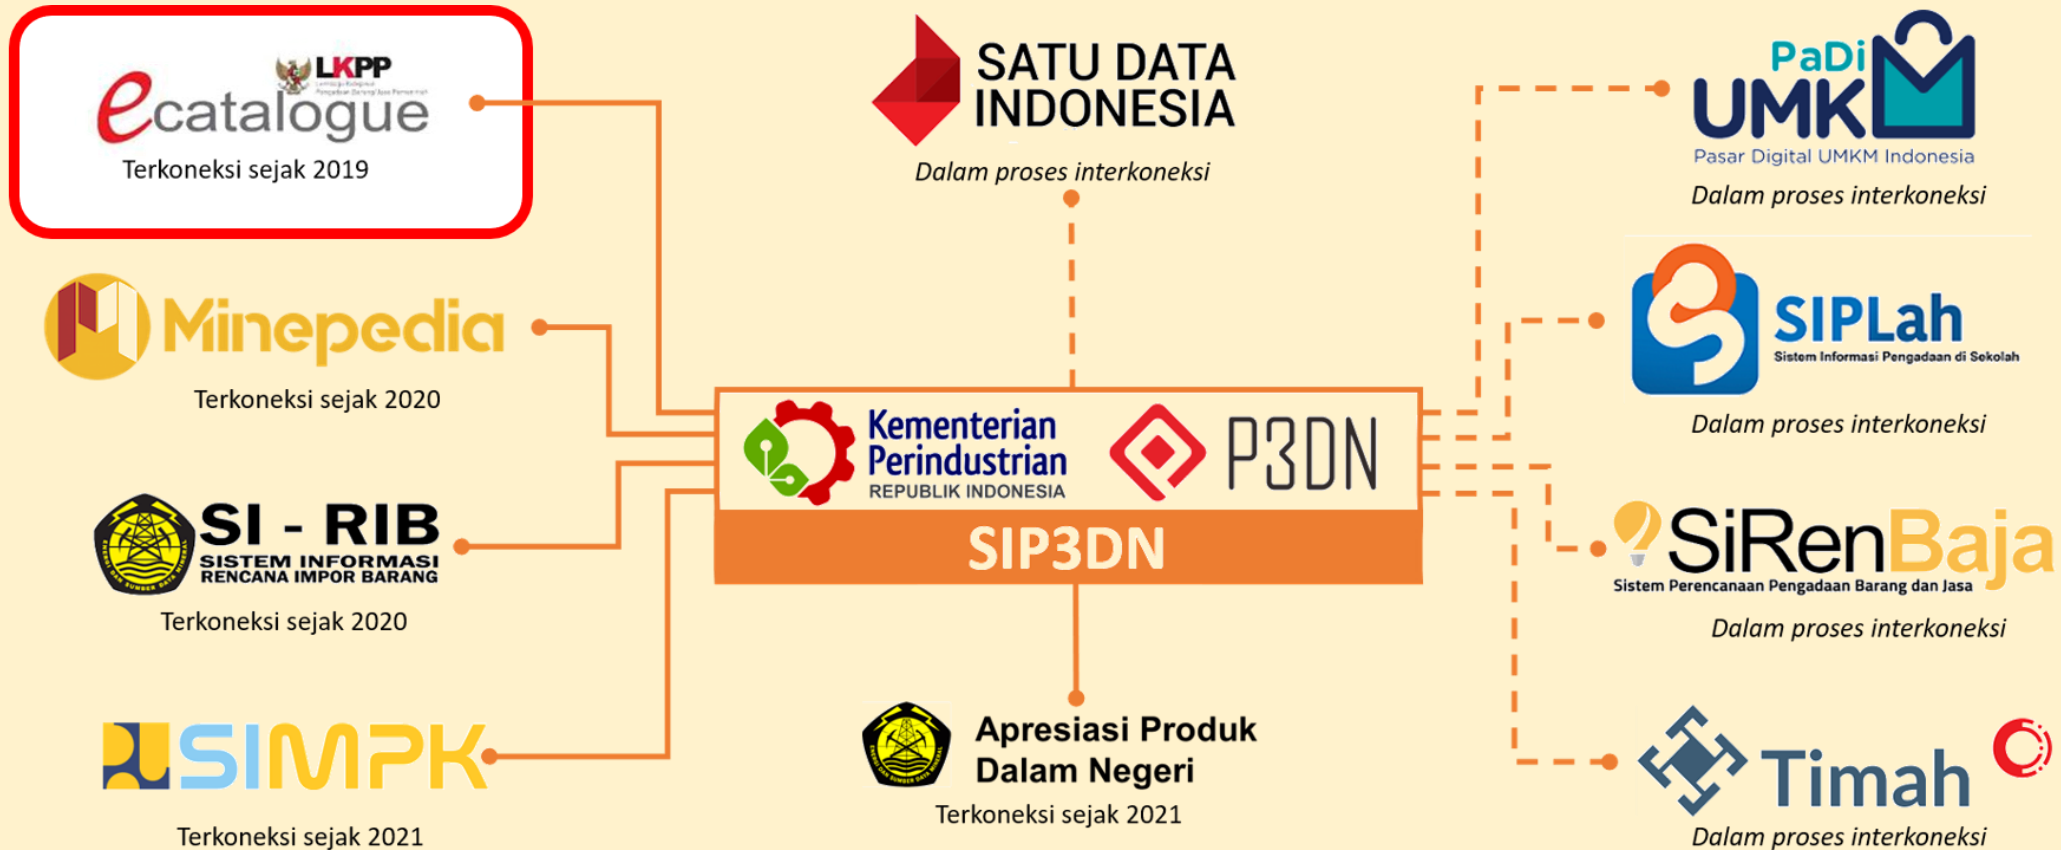 LKPP
ecatalogue
Terkoneksi sejak 2019
SATU DATA
INDONESIA
Dalam proses interkoneksi
PaDi
UMKM
Pasar Digital UMKM Indonesia
Dalam proses interkoneksi
Minepedia
Terkoneksi sejak 2020
SIPLah
Sistem Informasi Pengadaan di Sekolah
Dalam proses interkoneksi
Kementerian
Perindustrian
REPUBLIK INDONESIA
P3DN
SIP3DN
SI - RIB
SISTEM INFORMASI
RENCANA IMPOR BARANG
Terkoneksi sejak 2020
SiRenBaja
Sistem Perencanaan Pengadaan Barang dan Jasa
Dalam proses interkoneksi
SIMPK
Terkoneksi sejak 2021
Apresiasi Produk
Dalam Negeri
Terkoneksi sejak 2021
Timah
Dalam proses interkoneksi